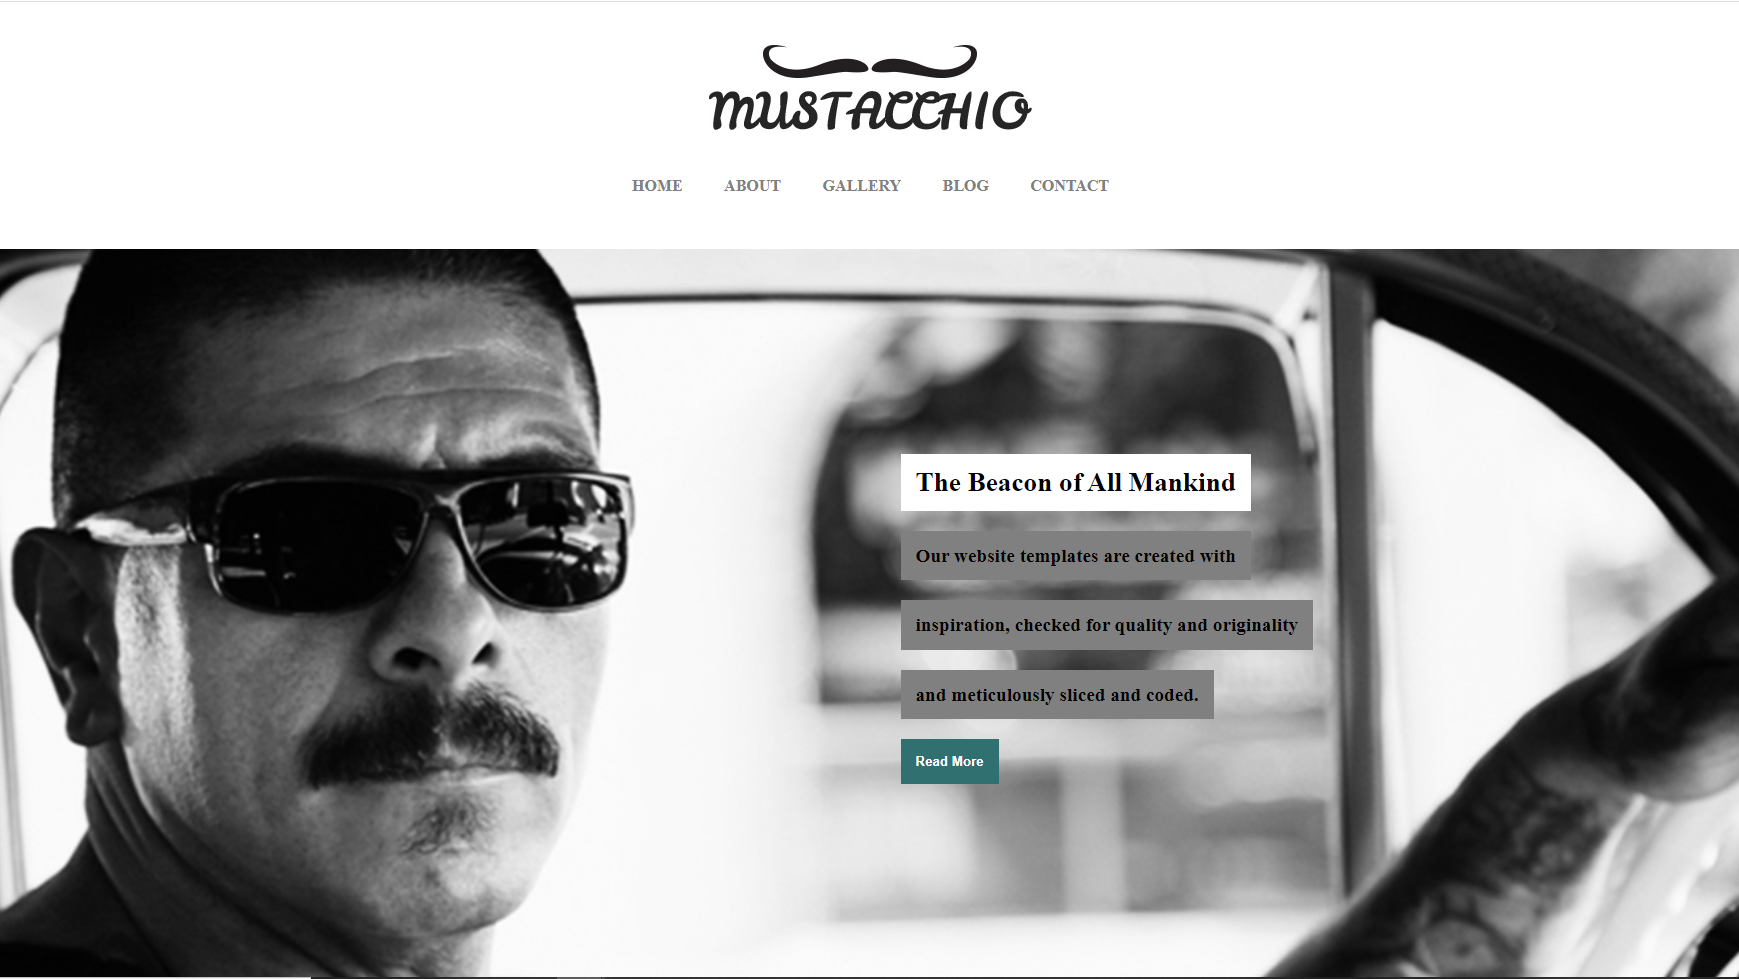 MUSTACCHIO
HOME ABOUT GALLERY BLOG CONTACT
The Beacon of All Mankind
Our website templates are created with
inspiration, checked for quality and originality
and meticulously sliced and coded.
Read More